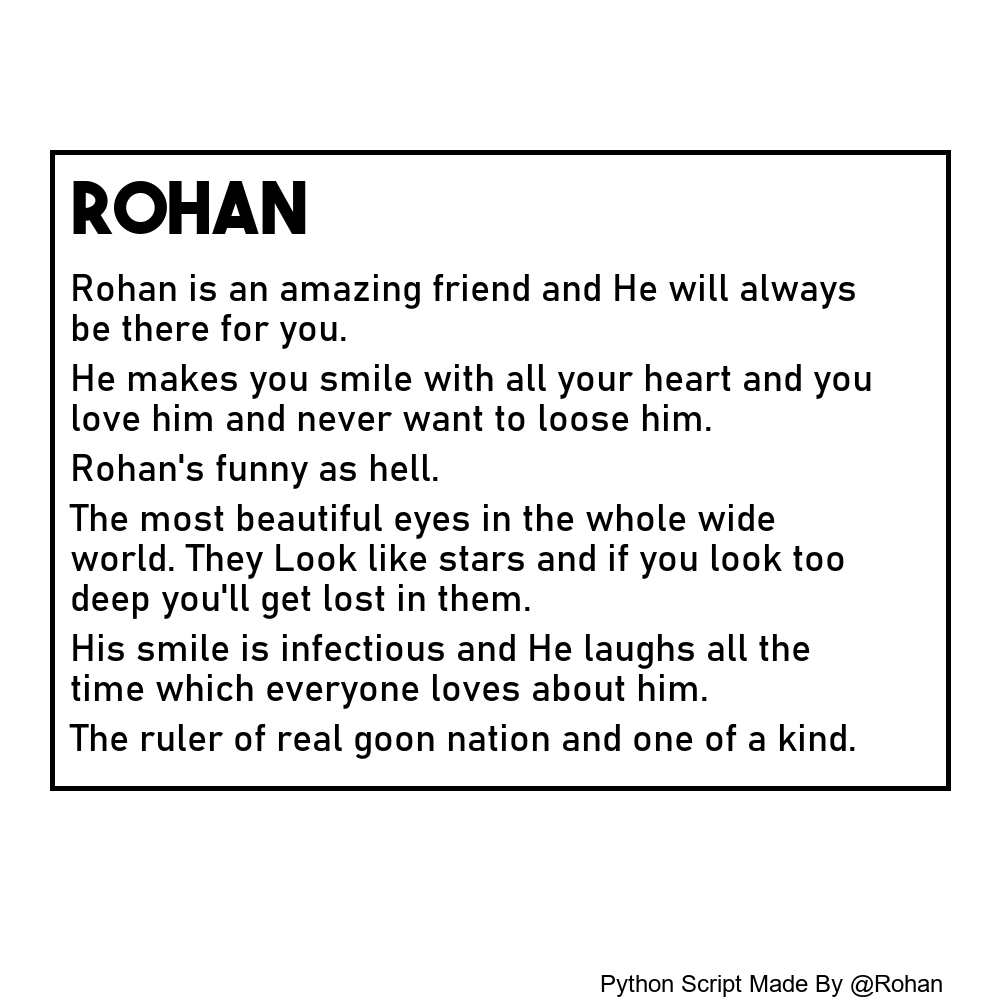 ROHAN
Rohan is an amazing friend and He will always
be there for you.
He makes you smile with all your heart and you
love him and never want to loose him.
Rohan's funny as hell.
The most beautiful eyes in the whole wide
world. They Look like stars and if you look too
deep you'll get lost in them.
His smile is infectious and He laughs all the
time which everyone loves about him.
The ruler of real goon nation and one of a kind.
Python Script Made By @Rohan